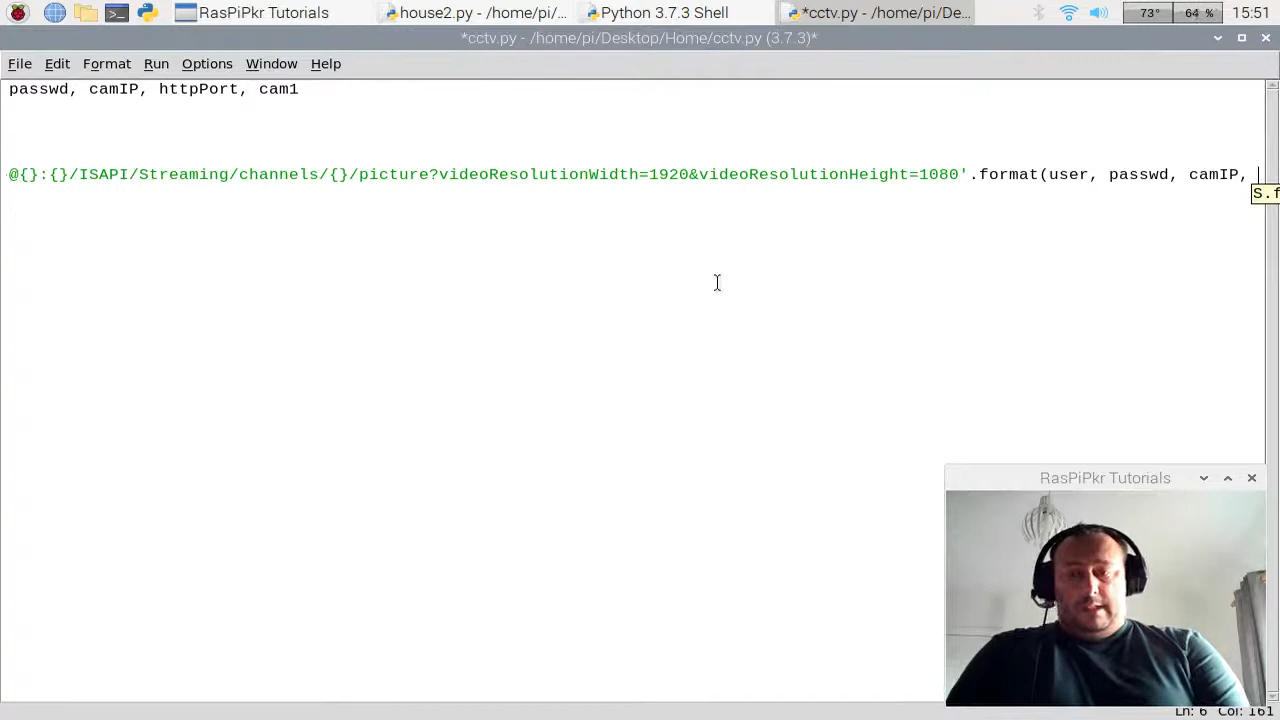 RasPiPkr Tutorials
house2.py - /home/pi/...
Python 3.7.3 Shell
*cctv.py - /home/pi/De...
73°
64 %
15:51
*cctv.py - /home/pi/Desktop/Home/cctv.py (3.7.3)*
File Edit Format Run Options Window Help
passwd, camIP, httpPort, cam1
@{}:{}/ISAPI/Streaming/channels/{}/picture?videoResolutionWidth=1920&videoResolutionHeight=1080'.format(user, passwd, camIP,
S.f
RasPiPkr Tutorials
Ln: 6 Col: 161